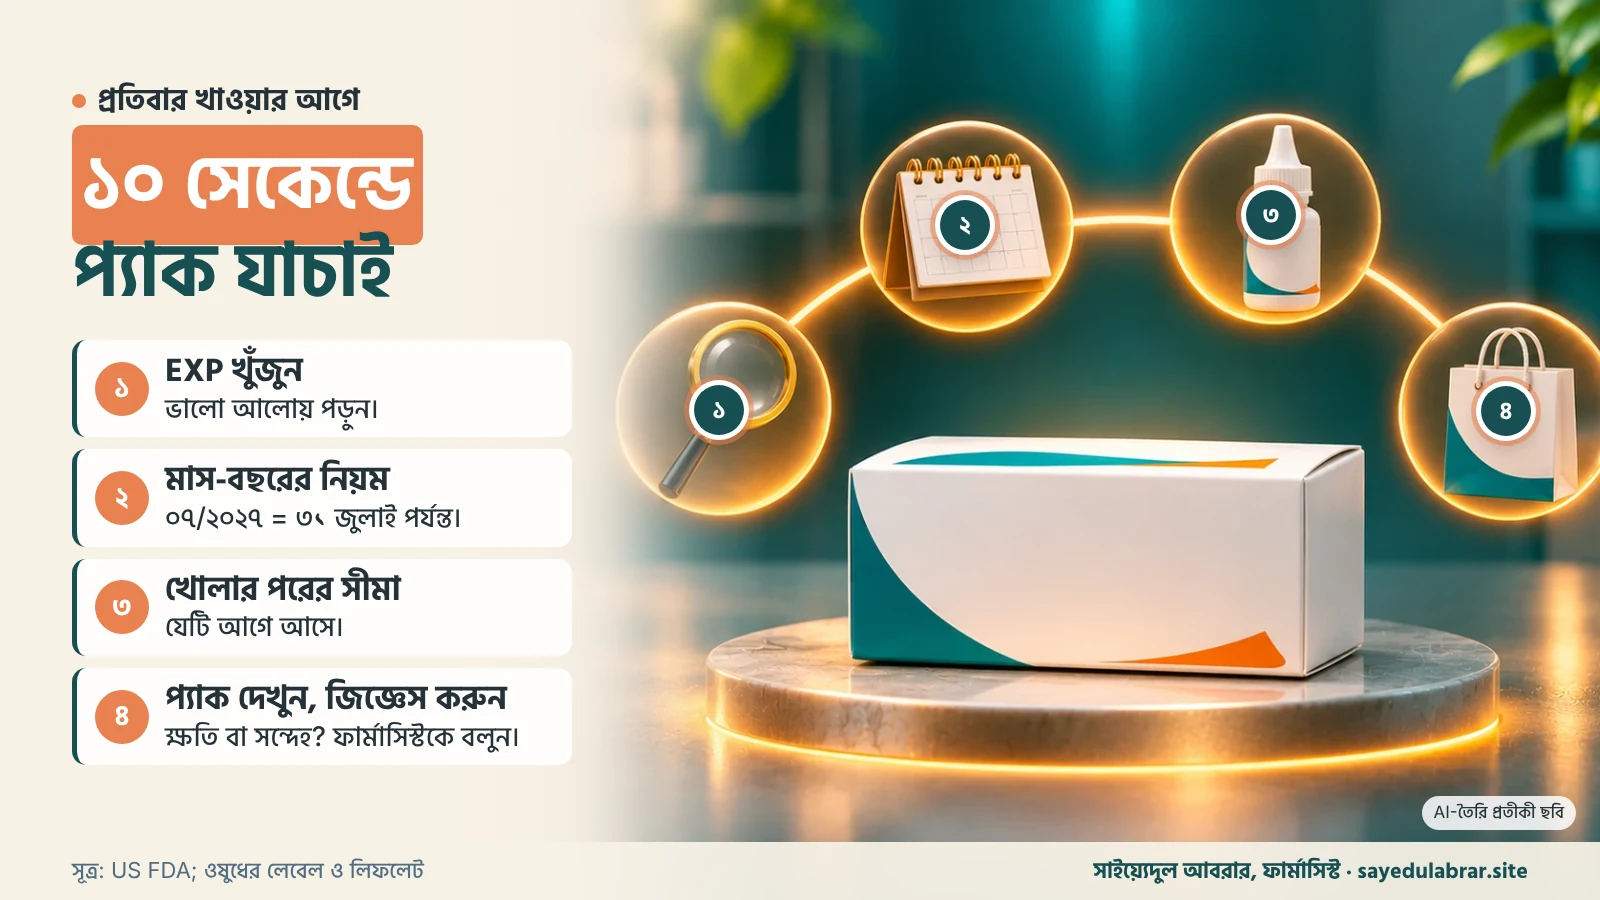 প্রতিবার খাওয়ার আগে
১০ সেকেন্ডে
প্যাক যাচাই
১
EXP খুঁজুন
ভালো আলোয় পড়ুন।
২
মাস-বছরের নিয়ম
০৭/২০২৭ = ৩১ জুলাই পর্যন্ত।
৩
খোলার পরের সীমা
যেটি আগে আসে।
৪
প্যাক দেখুন, জিজ্ঞেস করুন
ক্ষতি বা সন্দেহ? ফার্মাসিস্টকে বলুন।
১
২
৩
৪
AI-তৈরি প্রতীকী ছবি
সূত্র: US FDA; ওষুধের লেবেল ও লিফলেট
সাইয়্যেদুল আবরার, ফার্মাসিস্ট · sayedulabrar.site